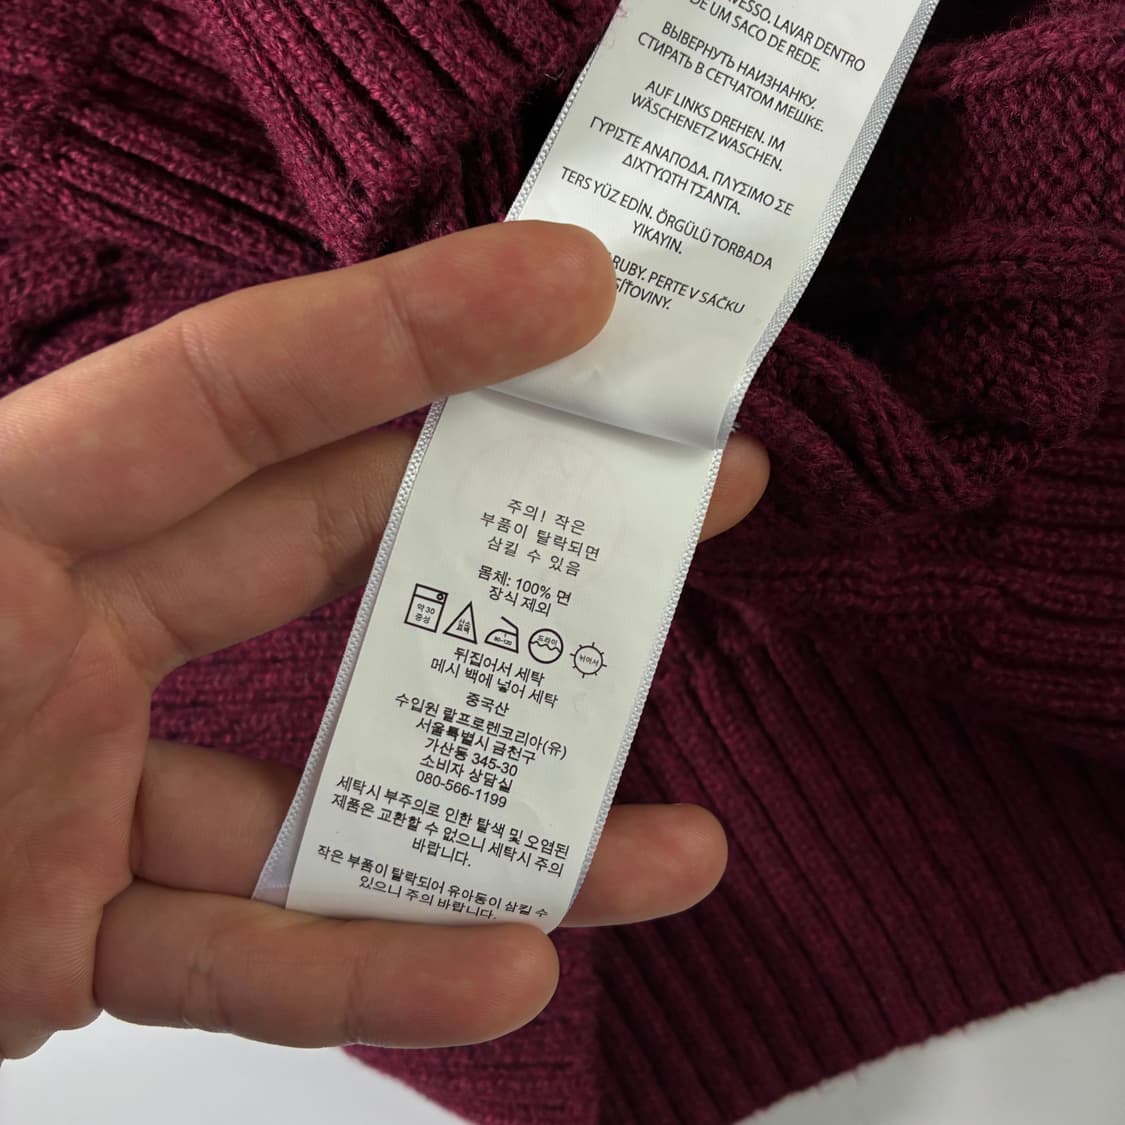 VESSO. LAVAR DENTRO
DE UM SACO DE REDE.
ВЫВЕРНУТЬ НАИЗНАНКУ.
СТИРАТЬ В СЕТЧАТОМ МЕШКЕ.
AUF LINKS DREHEN. IM
WÄSCHENETZ WASCHEN.
ΓΥΡΙΣΤΕ ΑΝΑΠΟΔΑ. ΠΛΥΣΙΜΟ ΣΕ
ΔΙΧΤΥΩΤΗ ΤΣΑΝΤΑ.
TERS YÜZ EDİN. ÖRGÜLÜ TORBADA
YIKAYIN.
RUBY. PERTE V SÁČKU
SÍŤOVINY.
주의! 작은
부품이 탈락되면
삼킬 수 있음
몸체: 100% 면
장식 제외
약 30
중성
산소
표백
80-120
드라이
뉘어서
뒤집어서 세탁
메시 백에 넣어 세탁
중국산
수입원 랄프로렌코리아(유)
서울특별시 금천구
가산동 345-30
소비자 상담실
080-566-1199
세탁시 부주의로 인한 탈색 및 오염된
제품은 교환할 수 없으니 세탁시 주의
바랍니다.
작은 부품이 탈락되어 유아동이 삼킬 수
있으니 주의 바랍니다.